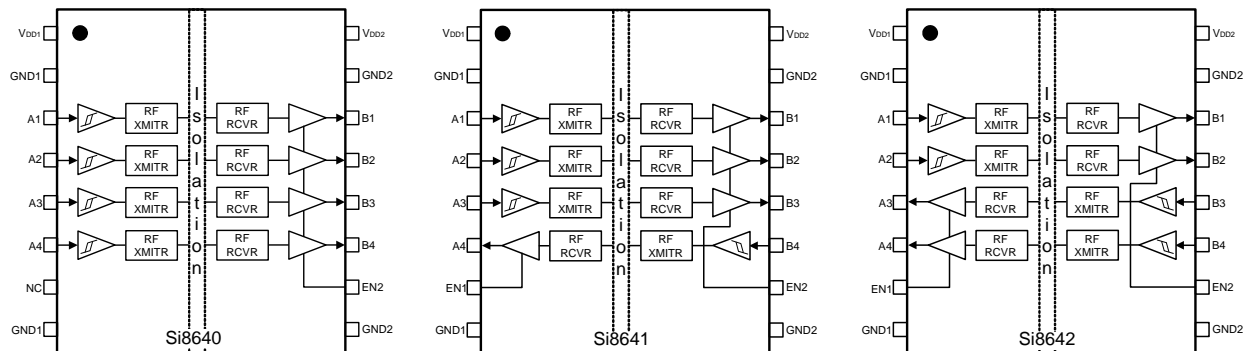 VDD1
VDD2
GND1
GND2
A1
RF XMITR
RF RCVR
B1
A2
RF XMITR
RF RCVR
B2
A3
RF XMITR
RF RCVR
B3
A4
RF XMITR
RF RCVR
B4
NC
EN2
GND1
GND2
Isolation
Si8640
VDD1
VDD2
GND1
GND2
A1
RF XMITR
RF RCVR
B1
A2
RF XMITR
RF RCVR
B2
A3
RF XMITR
RF RCVR
B3
A4
RF RCVR
RF XMITR
B4
EN1
EN2
GND1
GND2
Isolation
Si8641
VDD1
VDD2
GND1
GND2
A1
RF XMITR
RF RCVR
B1
A2
RF XMITR
RF RCVR
B2
A3
RF RCVR
RF XMITR
B3
A4
RF RCVR
RF XMITR
B4
EN1
EN2
GND1
GND2
Isolation
Si8642